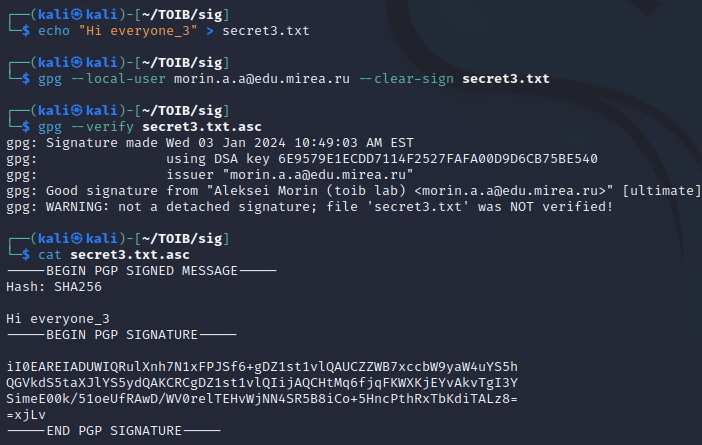 ┌──(kali㉿kali)-[~/TOIB/sig]
└─$ echo "Hi everyone_3" > secret3.txt
┌──(kali㉿kali)-[~/TOIB/sig]
└─$ gpg --local-user morin.a.a@edu.mirea.ru --clear-sign secret3.txt
┌──(kali㉿kali)-[~/TOIB/sig]
└─$ gpg --verify secret3.txt.asc
gpg: Signature made Wed 03 Jan 2024 10:49:03 AM EST
gpg:                using DSA key 6E9579E1ECDD7114F2527FAFA00D9D6CB75BE540
gpg:                issuer "morin.a.a@edu.mirea.ru"
gpg: Good signature from "Aleksei Morin (toib lab) <morin.a.a@edu.mirea.ru>" [ultimate]
gpg: WARNING: not a detached signature; file 'secret3.txt' was NOT verified!
┌──(kali㉿kali)-[~/TOIB/sig]
└─$ cat secret3.txt.asc
-----BEGIN PGP SIGNED MESSAGE-----
Hash: SHA256
Hi everyone_3
-----BEGIN PGP SIGNATURE-----
iI0EAREIADUWIQRulXnh7N1xFPJSf6+gDZ1st1vlQAUCZZWB7xccbW9yaW4uYS5h
QGVkdS5taXJlYS5ydQAKCRCgDZ1st1vlQIijAQCHtMq6fjqFKWXKjEYvAkvTgI3Y
SimeE00k/51oeUfRAwD/WV0relTEHvWjNN4SR5B8iCo+5HncPthRxTbKdiTALz8=
=xjLv
-----END PGP SIGNATURE-----